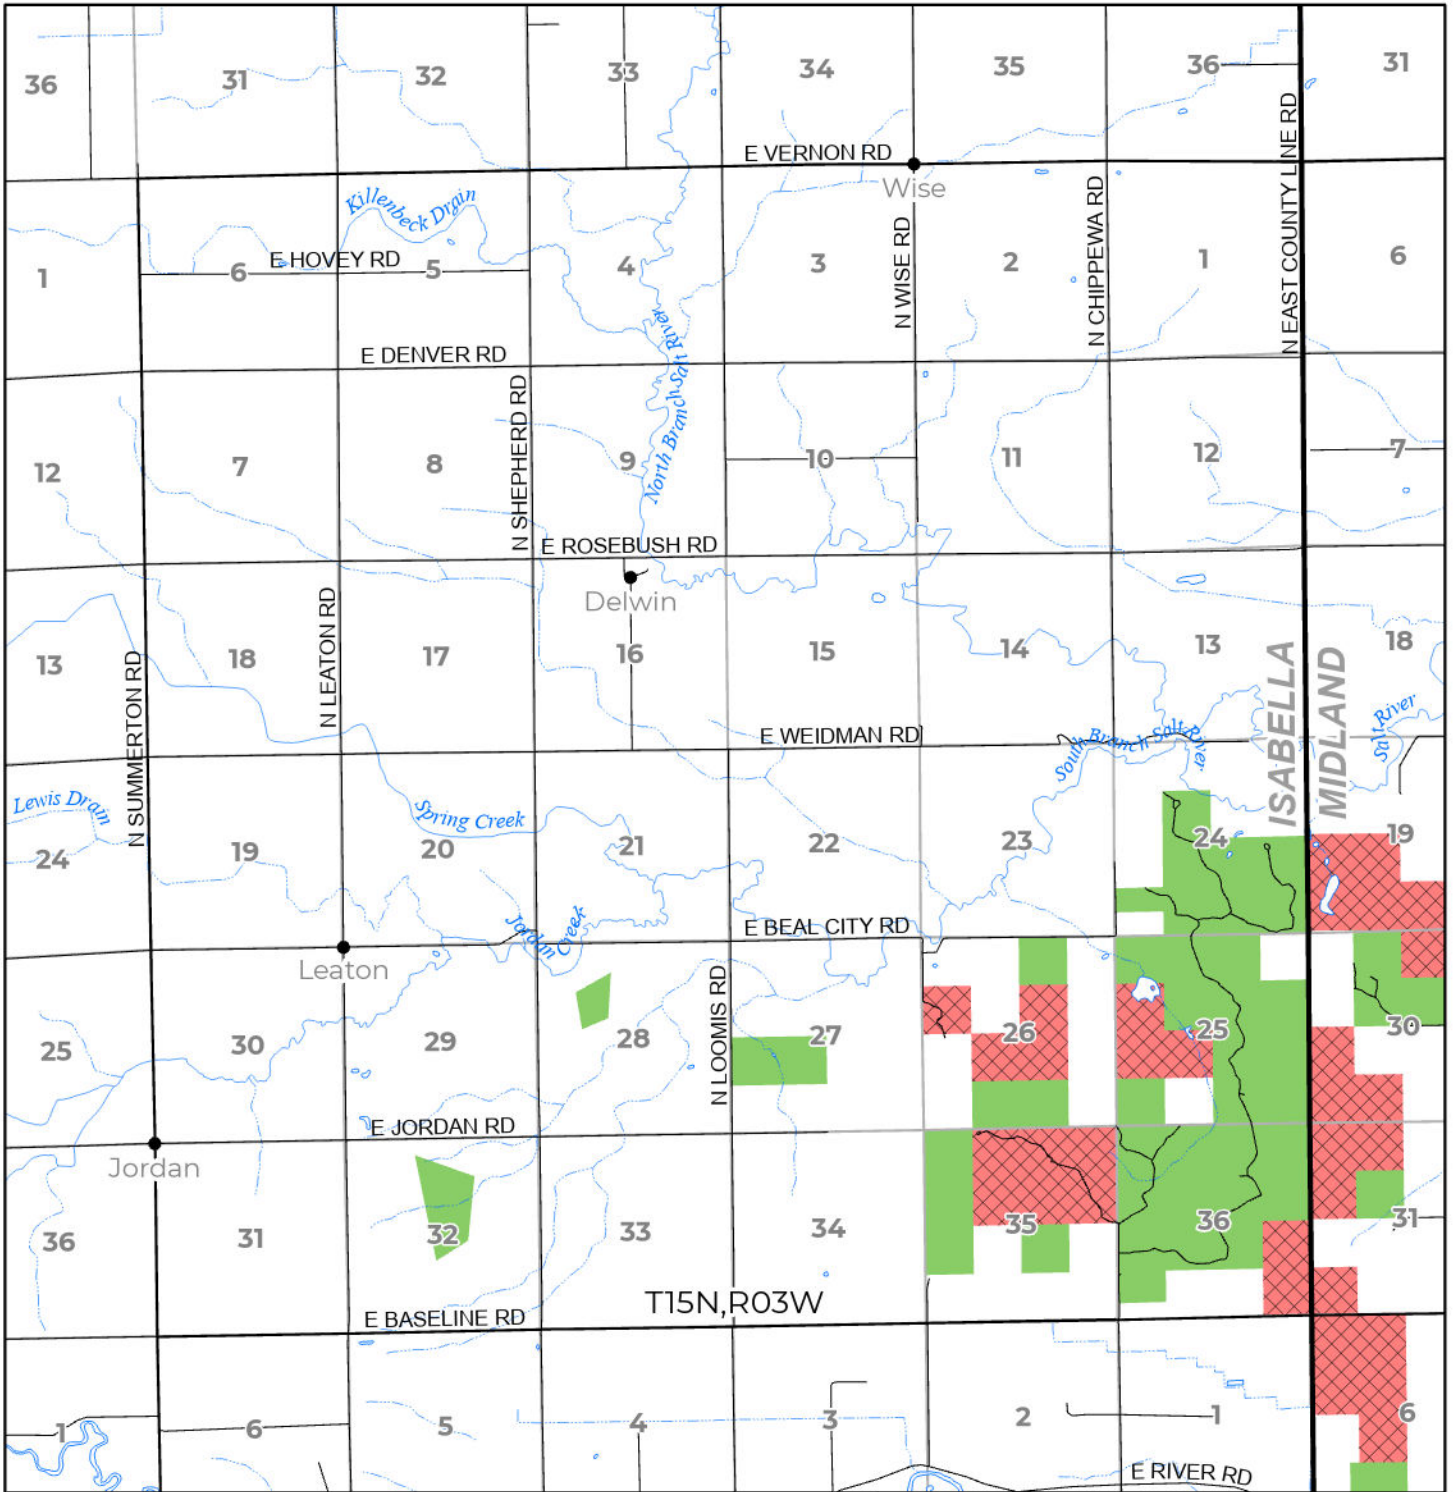 36 31 32 33 34 35 36 31
E VERNON RD
Wise
N EAST COUNTY LINE RD
Killenbeck Drain
N CHIPPEWA RD
N WISE RD
E HOVEY RD
1 6 5 4 3 2 1 6
North Branch Salt River
E DENVER RD
N SHEPHERD RD
12 7 8 9 10 11 12 7
E ROSEBUSH RD
Delwin
N LEATON RD
13 18 17 16 15 14 13 18
N SUMMERTON RD
ISABELLA
MIDLAND
E WEIDMAN RD
South Branch Salt River
Salt River
Lewis Drain
Spring Creek
24 19 20 21 22 23 24 19
Jordan Creek
E BEAL CITY RD
Leaton
N LOOMIS RD
25 30 29 28 27 26 25 30
E JORDAN RD
Jordan
36 31 32 33 34 35 36 31
T15N,R03W
E BASELINE RD
1 6 5 4 3 2 1 6
E RIVER RD